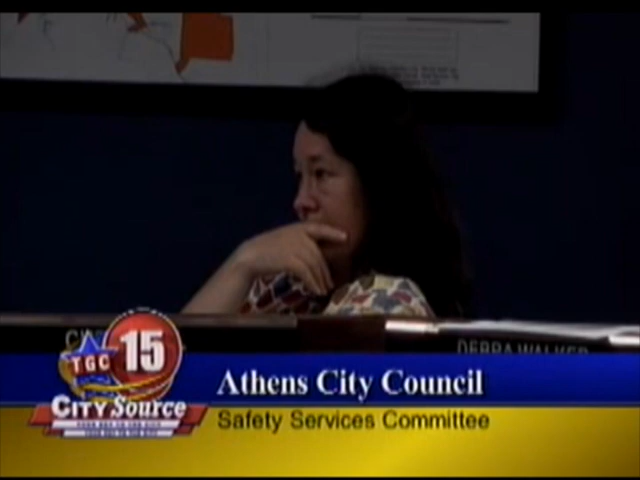 DEBRA WALKER
TGC 15
CITY Source
Athens City Council
Safety Services Committee